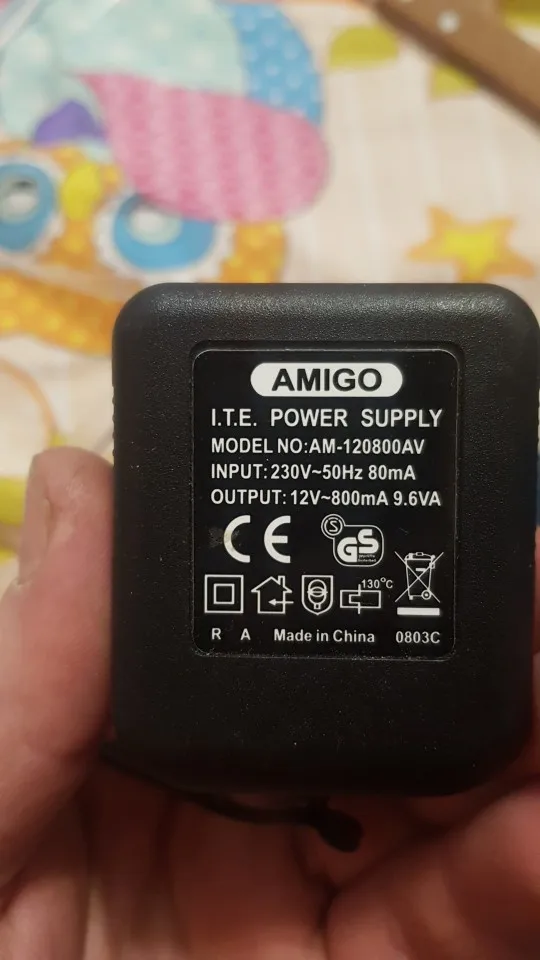 AMIGO
I.T.E. POWER SUPPLY
MODEL NO:AM-120800AV
INPUT: 230V~50Hz 80mA
OUTPUT: 12V~800mA 9.6VA
CE S GS
130°C
R A Made in China 0803C